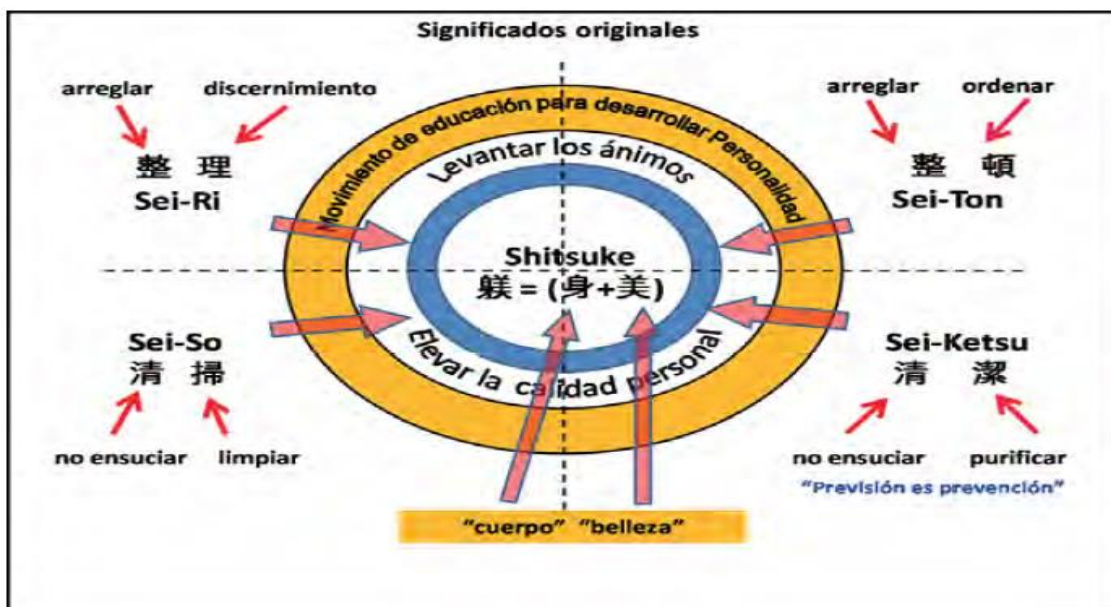 Significados originales
arreglar discernimiento
整 理
Sei-Ri
arreglar ordenar
整 頓
Sei-Ton
Movimiento de educación para desarrollar Personalidad
Levantar los ánimos
Shitsuke
躾 = (身+美)
Elevar la calidad personal
Sei-So
清 掃
no ensuciar limpiar
Sei-Ketsu
清 潔
no ensuciar purificar
“Previsión es prevención”
“cuerpo” “belleza”